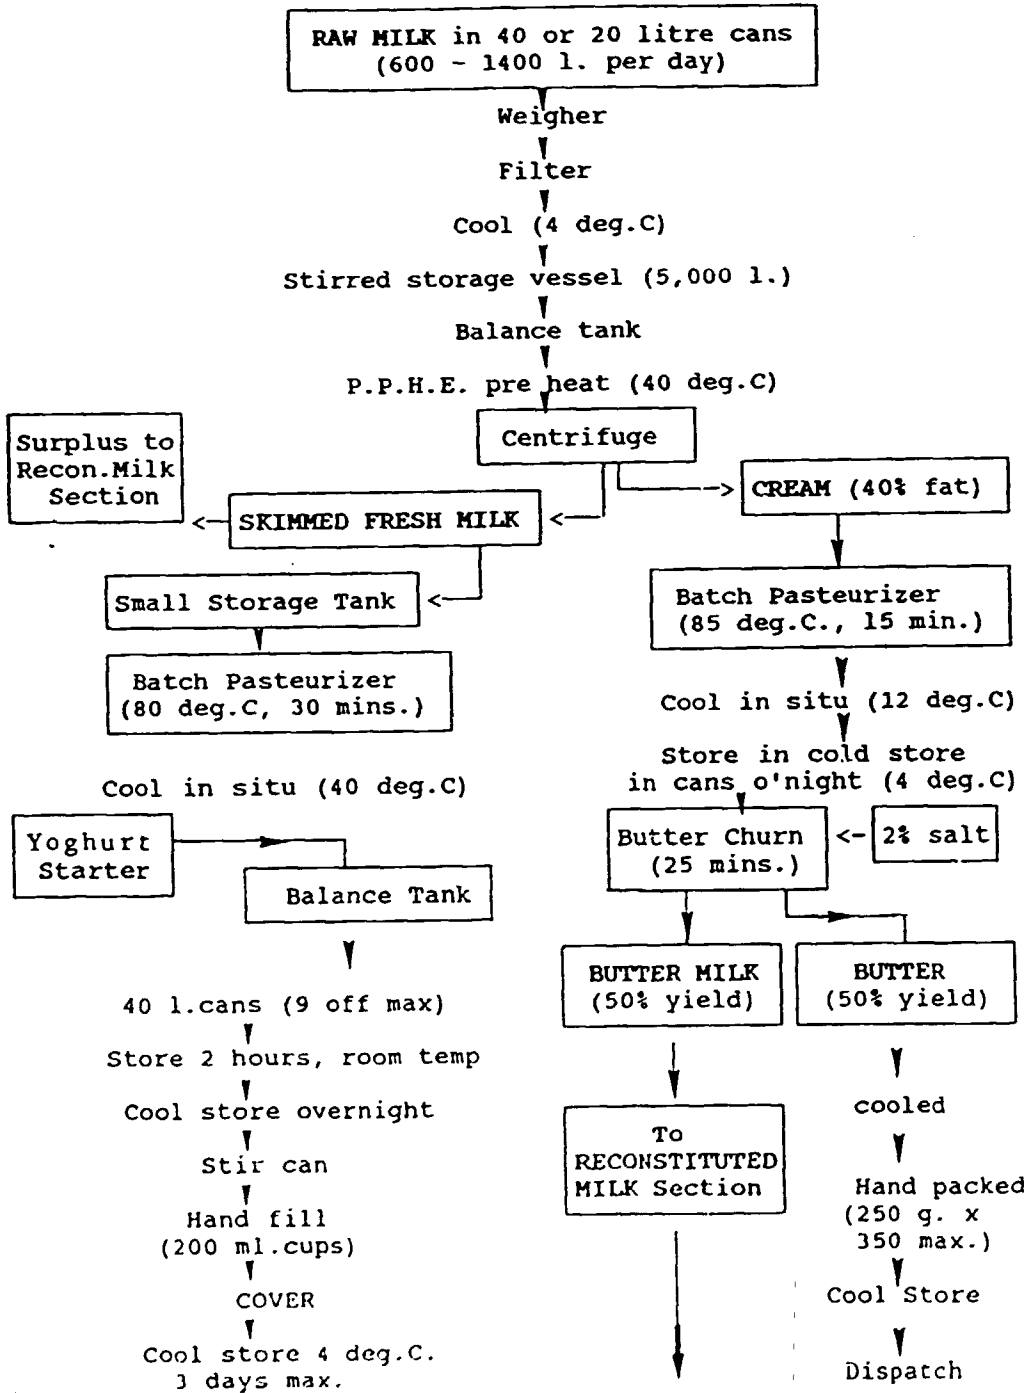 RAW MILK in 40 or 20 litre cans
(600 - 1400 l. per day)
Weigher
Filter
Cool (4 deg.C)
Stirred storage vessel (5,000 l.)
Balance tank
P.P.H.E. pre heat (40 deg.C)
Centrifuge
Surplus to
Recon.Milk
Section
<-
SKIMMED FRESH MILK
<-
->
CREAM (40% fat)
Small Storage Tank
<-
Batch Pasteurizer
(80 deg.C, 30 mins.)
Cool in situ (40 deg.C)
Yoghurt
Starter
Balance Tank
40 l.cans (9 off max)
Store 2 hours, room temp
Cool store overnight
Stir can
Hand fill
(200 ml.cups)
COVER
Cool store 4 deg.C.
3 days max.
Batch Pasteurizer
(85 deg.C., 15 min.)
Cool in situ (12 deg.C)
Store in cold store
in cans o'night (4 deg.C)
Butter Churn
(25 mins.)
<- 2% salt
BUTTER MILK
(50% yield)
To
RECONSTITUTED
MILK Section
BUTTER
(50% yield)
cooled
Hand packed
(250 g. x
350 max.)
Cool Store
Dispatch